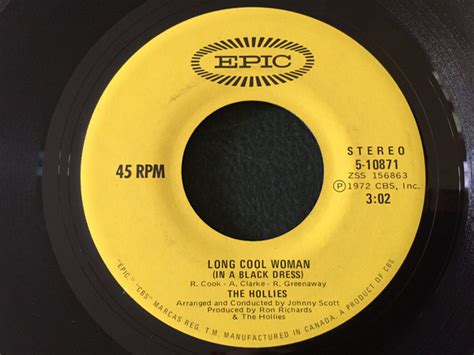 EPIC
45 RPM
STEREO
5-10871
ZSS 156863
Ⓟ 1972 CBS, Inc.
3:02
LONG COOL WOMAN
(IN A BLACK DRESS)
R. Cook - A. Clarke - R. Greenaway
THE HOLLIES
Arranged and Conducted by Johnny Scott
Produced by Ron Richards
& The Hollies
"EPIC" - "CBS" MARCAS REG. T.M. MANUFACTURED IN CANADA, A PRODUCT OF CBS